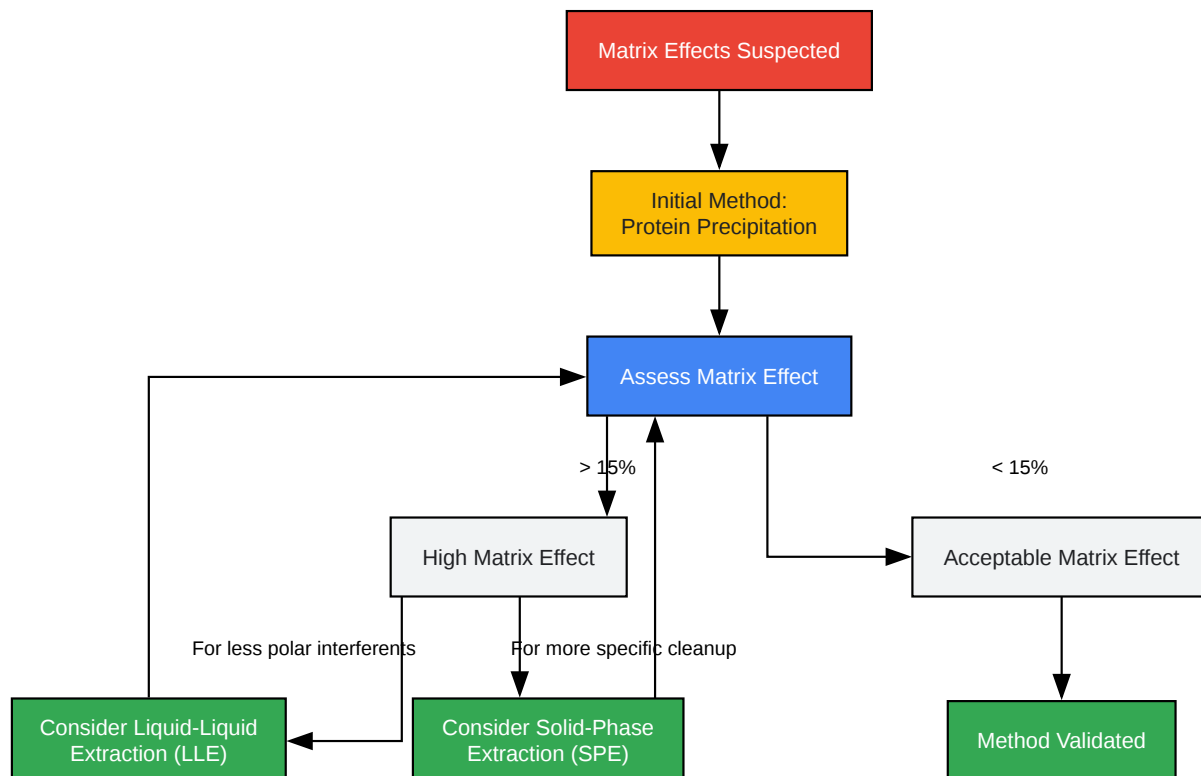 Matrix Effects Suspected
Initial Method:
Protein Precipitation
Assess Matrix Effect
> 15%
< 15%
High Matrix Effect
Acceptable Matrix Effect
For less polar interferents
For more specific cleanup
Consider Liquid-Liquid
Extraction (LLE)
Consider Solid-Phase
Extraction (SPE)
Method Validated